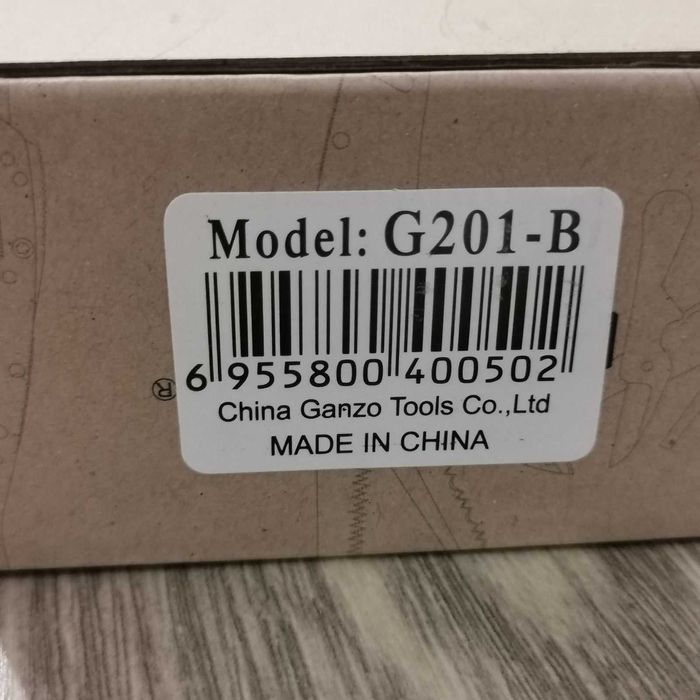 Model: G201-B
®
6 955800 400502
China Ganzo Tools Co.,Ltd
MADE IN CHINA